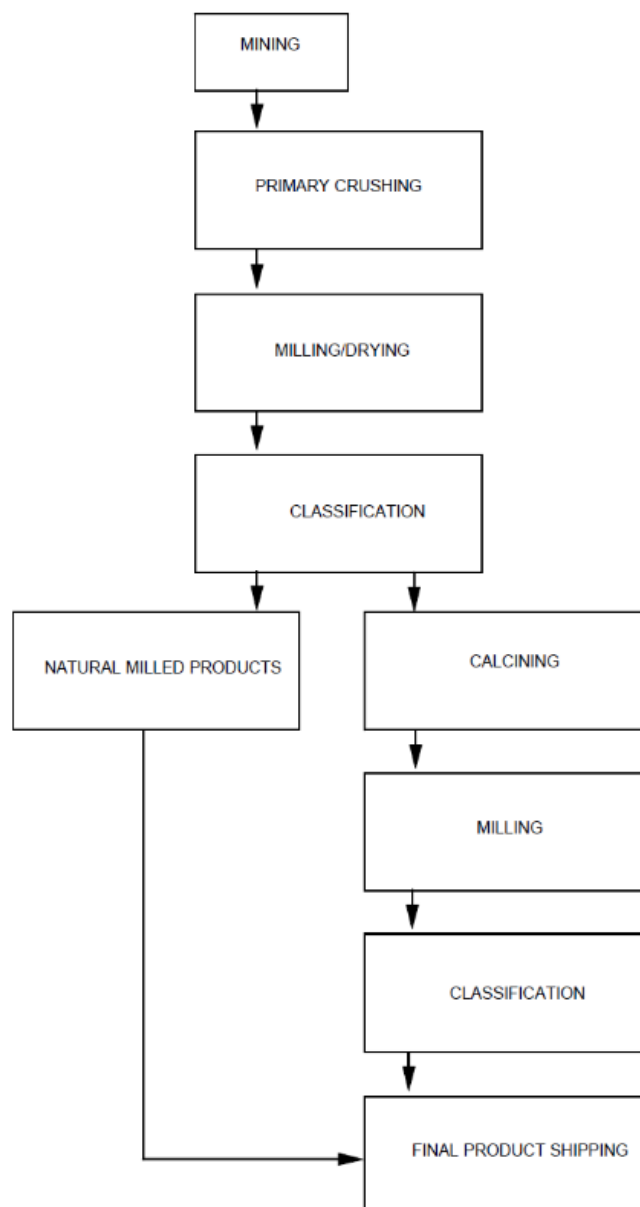 MINING
PRIMARY CRUSHING
MILLING/DRYING
CLASSIFICATION
NATURAL MILLED PRODUCTS
CALCINING
MILLING
CLASSIFICATION
FINAL PRODUCT SHIPPING